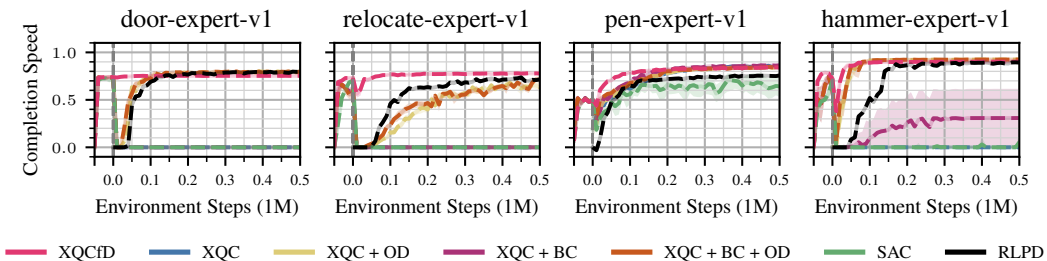 door-expert-v1
relocate-expert-v1
pen-expert-v1
hammer-expert-v1
Completion Speed
1.0
0.5
0.0
0.0 0.1 0.2 0.3 0.4 0.5
0.0 0.1 0.2 0.3 0.4 0.5
0.0 0.1 0.2 0.3 0.4 0.5
0.0 0.1 0.2 0.3 0.4 0.5
Environment Steps (1M)
Environment Steps (1M)
Environment Steps (1M)
Environment Steps (1M)
XQCfD XQC XQC + OD XQC + BC XQC + BC + OD SAC RLPD